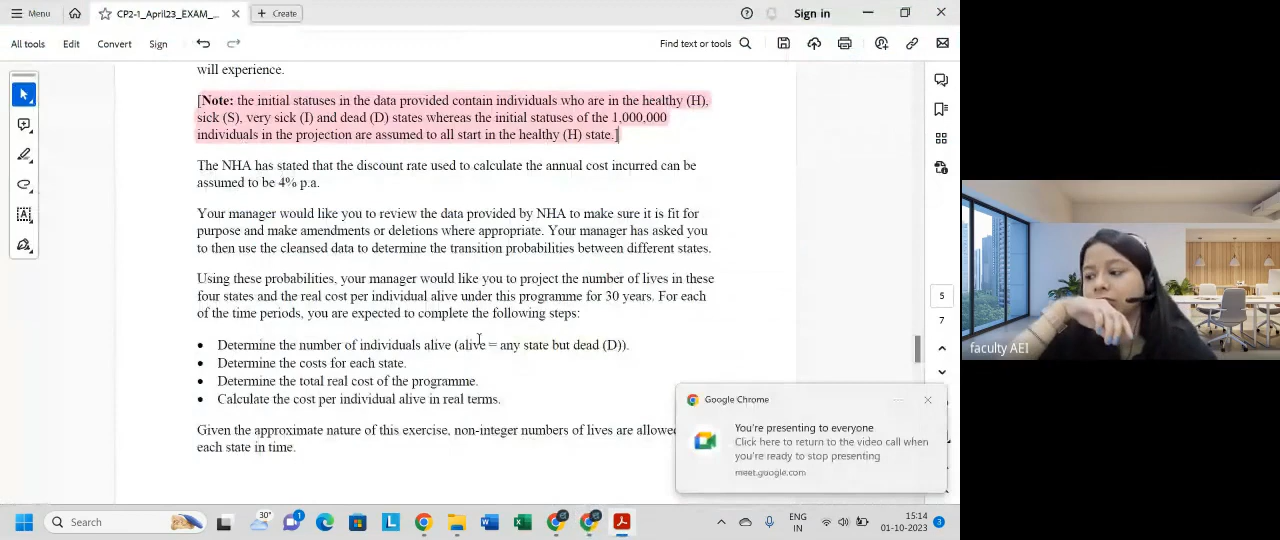 Menu
CP2-1_April23_EXAM_...
Create
Sign in
All tools
Edit
Convert
Sign
Find text or tools
will experience.
[Note: the initial statuses in the data provided contain individuals who are in the healthy (H),
sick (S), very sick (I) and dead (D) states whereas the initial statuses of the 1,000,000
individuals in the projection are assumed to all start in the healthy (H) state.]
The NHA has stated that the discount rate used to calculate the annual cost incurred can be
assumed to be 4% p.a.
Your manager would like you to review the data provided by NHA to make sure it is fit for
purpose and make amendments or deletions where appropriate. Your manager has asked you
to then use the cleansed data to determine the transition probabilities between different states.
Using these probabilities, your manager would like you to project the number of lives in these
four states and the real cost per individual alive under this programme for 30 years. For each
of the time periods, you are expected to complete the following steps:
• Determine the number of individuals alive (alive = any state but dead (D)).
• Determine the costs for each state.
• Determine the total real cost of the programme.
• Calculate the cost per individual alive in real terms.
Given the approximate nature of this exercise, non-integer numbers of lives are allowed
each state in time.
5
7
Google Chrome
You're presenting to everyone
Click here to return to the video call when
you're ready to stop presenting
meet.google.com
faculty AEI
Search
30°
ENG
IN
15:14
01-10-2023
3